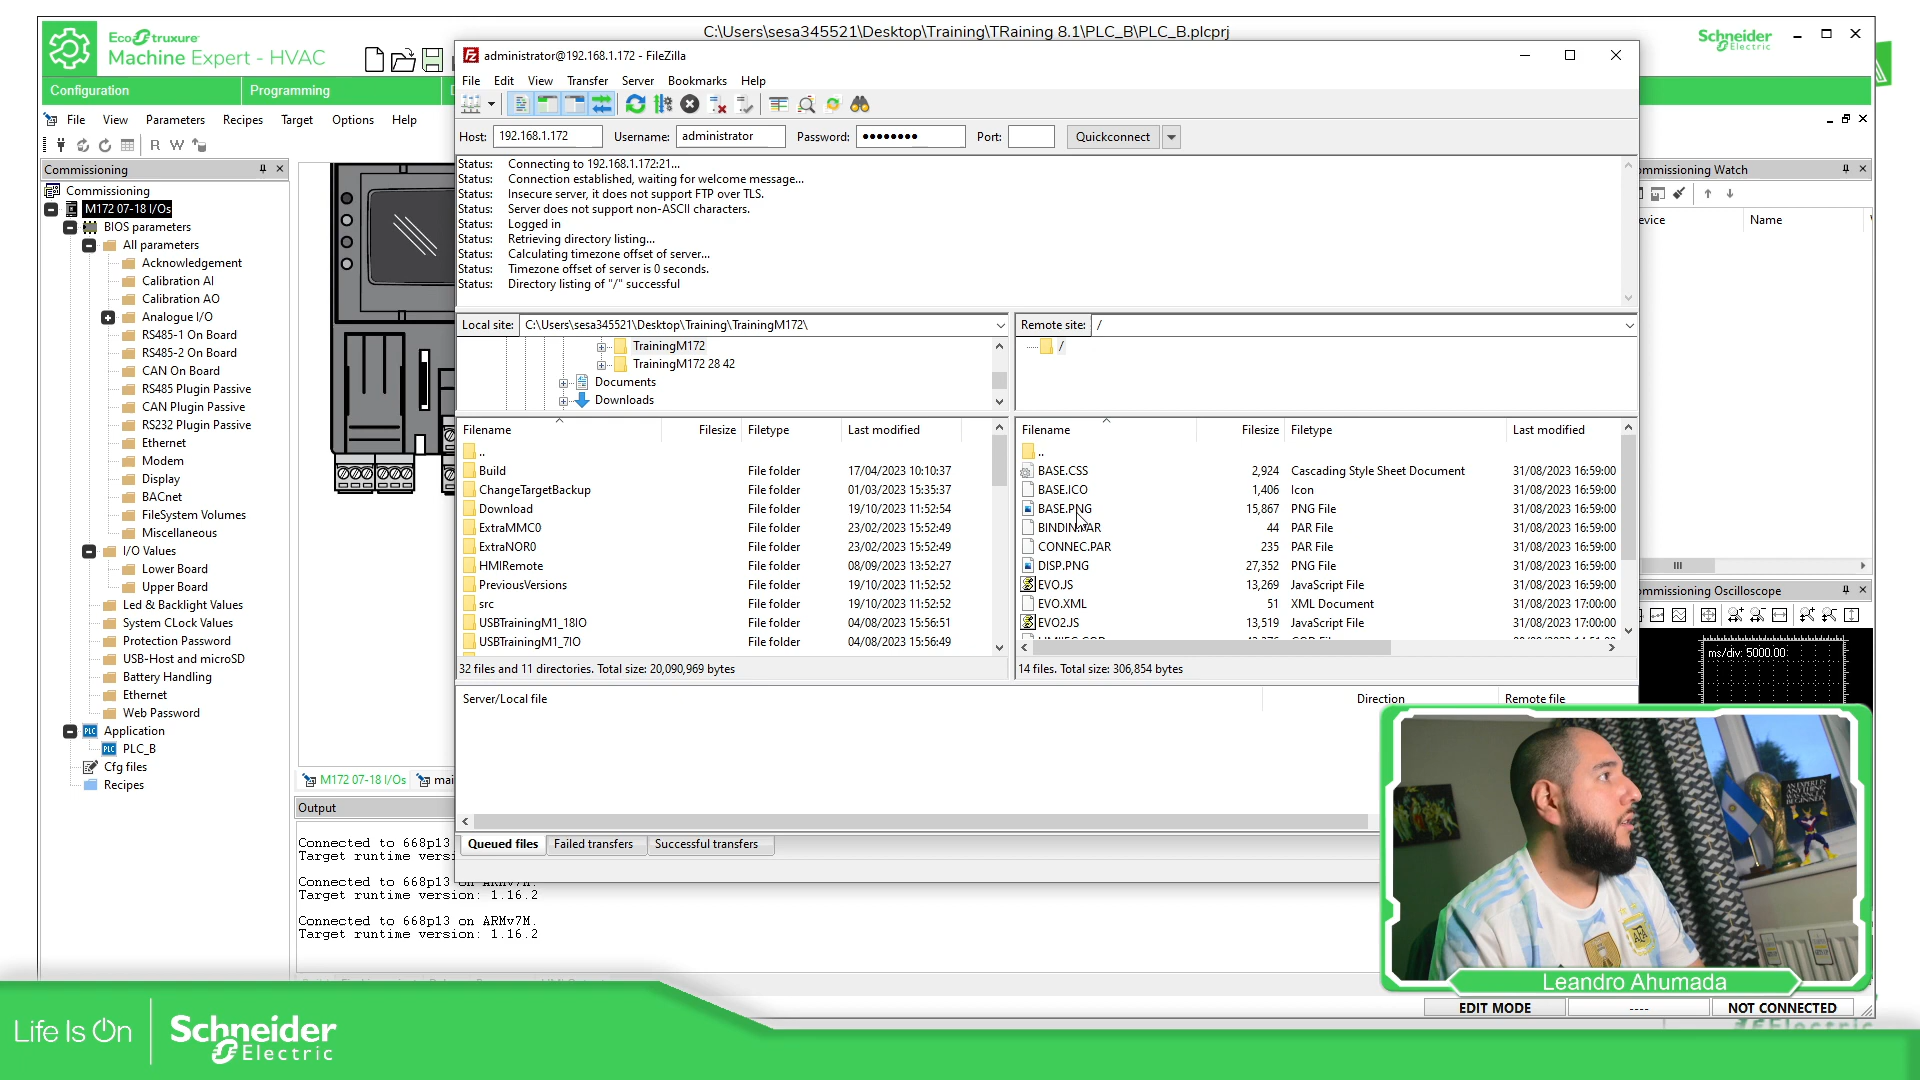 C:\Users\sesa345521\Desktop\Training\TRaining 8.1\PLC_B\PLC_B.plcprj
EcoStruxure
Machine Expert - HVAC
Schneider Electric
Configuration
Programming
File View Parameters Recipes Target Options Help
R W
Commissioning
Commissioning
M172 07-18 I/Os
BIOS parameters
All parameters
Acknowledgement
Calibration AI
Calibration AO
Analogue I/O
RS485-1 On Board
RS485-2 On Board
CAN On Board
RS485 Plugin Passive
CAN Plugin Passive
RS232 Plugin Passive
Ethernet
Modem
Display
BACnet
FileSystem Volumes
Miscellaneous
I/O Values
Lower Board
Upper Board
Led & Backlight Values
System CLock Values
Protection Password
USB-Host and microSD
Battery Handling
Ethernet
Web Password
Application
PLC_B
Cfg files
Recipes
administrator@192.168.1.172 - FileZilla
File Edit View Transfer Server Bookmarks Help
Host: 192.168.1.172 Username: administrator Password: ●●●●●●●● Port: Quickconnect
Status: Connecting to 192.168.1.172:21...
Status: Connection established, waiting for welcome message...
Status: Insecure server, it does not support FTP over TLS.
Status: Server does not support non-ASCII characters.
Status: Logged in
Status: Retrieving directory listing...
Status: Calculating timezone offset of server...
Status: Timezone offset of server is 0 seconds.
Status: Directory listing of "/" successful
Local site: C:\Users\sesa345521\Desktop\Training\TrainingM172\
TrainingM172
TrainingM172 28 42
Documents
Downloads
Filename Filesize Filetype Last modified
..
Build File folder 17/04/2023 10:10:37
ChangeTargetBackup File folder 01/03/2023 15:35:37
Download File folder 19/10/2023 11:52:54
ExtraMMC0 File folder 23/02/2023 15:52:49
ExtraNOR0 File folder 23/02/2023 15:52:49
HMIRemote File folder 08/09/2023 13:52:27
PreviousVersions File folder 19/10/2023 11:52:52
src File folder 19/10/2023 11:52:52
USBTrainingM1_18IO File folder 04/08/2023 15:56:51
USBTrainingM1_7IO File folder 04/08/2023 15:56:49
32 files and 11 directories. Total size: 20,090,969 bytes
Remote site: /
/
Filename Filesize Filetype Last modified
..
BASE.CSS 2,924 Cascading Style Sheet Document 31/08/2023 16:59:00
BASE.ICO 1,406 Icon 31/08/2023 16:59:00
BASE.PNG 15,867 PNG File 31/08/2023 16:59:00
BINDIN.PAR 44 PAR File 31/08/2023 16:59:00
CONNEC.PAR 235 PAR File 31/08/2023 16:59:00
DISP.PNG 27,352 PNG File 31/08/2023 16:59:00
EVO.JS 13,269 JavaScript File 31/08/2023 16:59:00
EVO.XML 51 XML Document 31/08/2023 17:00:00
EVO2.JS 13,519 JavaScript File 31/08/2023 17:00:00
14 files. Total size: 306,854 bytes
Server/Local file Direction Remote file
Queued files Failed transfers Successful transfers
M172 07-18 I/Os mai
Output
Connected to 668p13
Target runtime versi
Connected to 668p13 on ARMv7M.
Target runtime version: 1.16.2
Connected to 668p13 on ARMv7M.
Target runtime version: 1.16.2
ommissioning Watch
evice Name
ommissioning Oscilloscope
ms/div: 5000.00
AN EXPERT IN ANYTHING WAS ONCE A BEGINNER
AFA
Leandro Ahumada
EDIT MODE ---- NOT CONNECTED
Life Is On
Schneider Electric